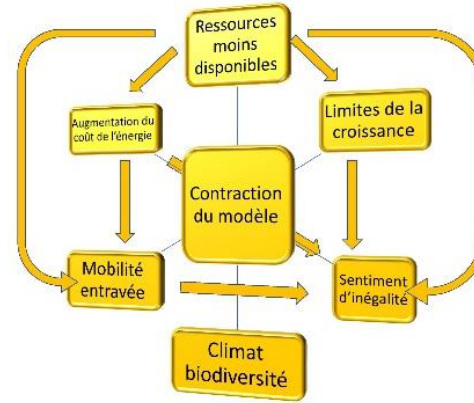 Ressources
moins
disponibles
Augmentation du
coût de l'énergie
Limites de la
croissance
Contraction
du modèle
Mobilité
entravée
Sentiment
d'inégalité
Climat
biodiversité